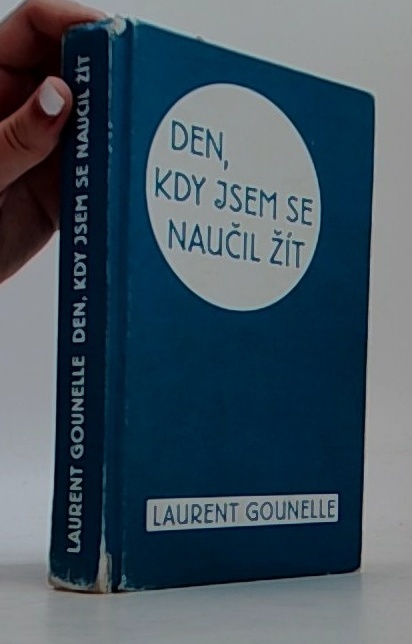 DEN,
KDY JSEM SE
NAUČIL ŽÍT
LAURENT GOUNELLE
LAURENT GOUNELLE DEN, KDY JSEM SE NAUČIL ŽÍT